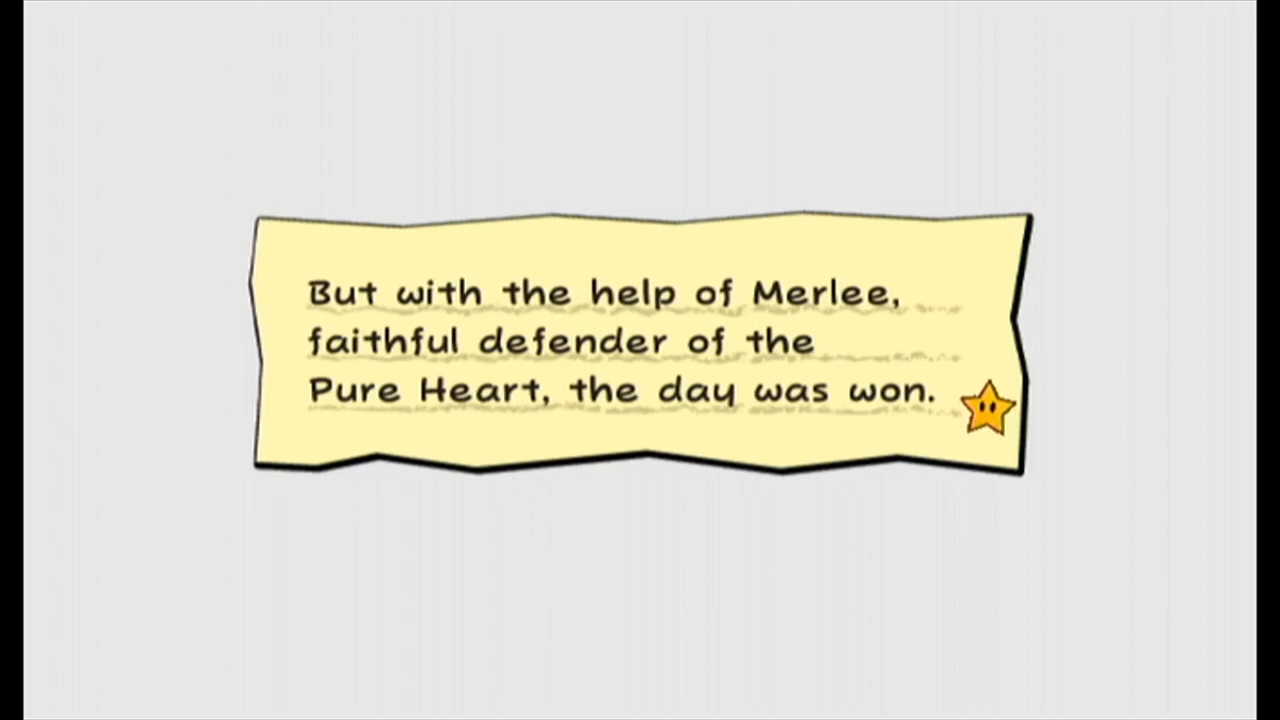 But with the help of Merlee,
faithful defender of the
Pure Heart, the day was won.